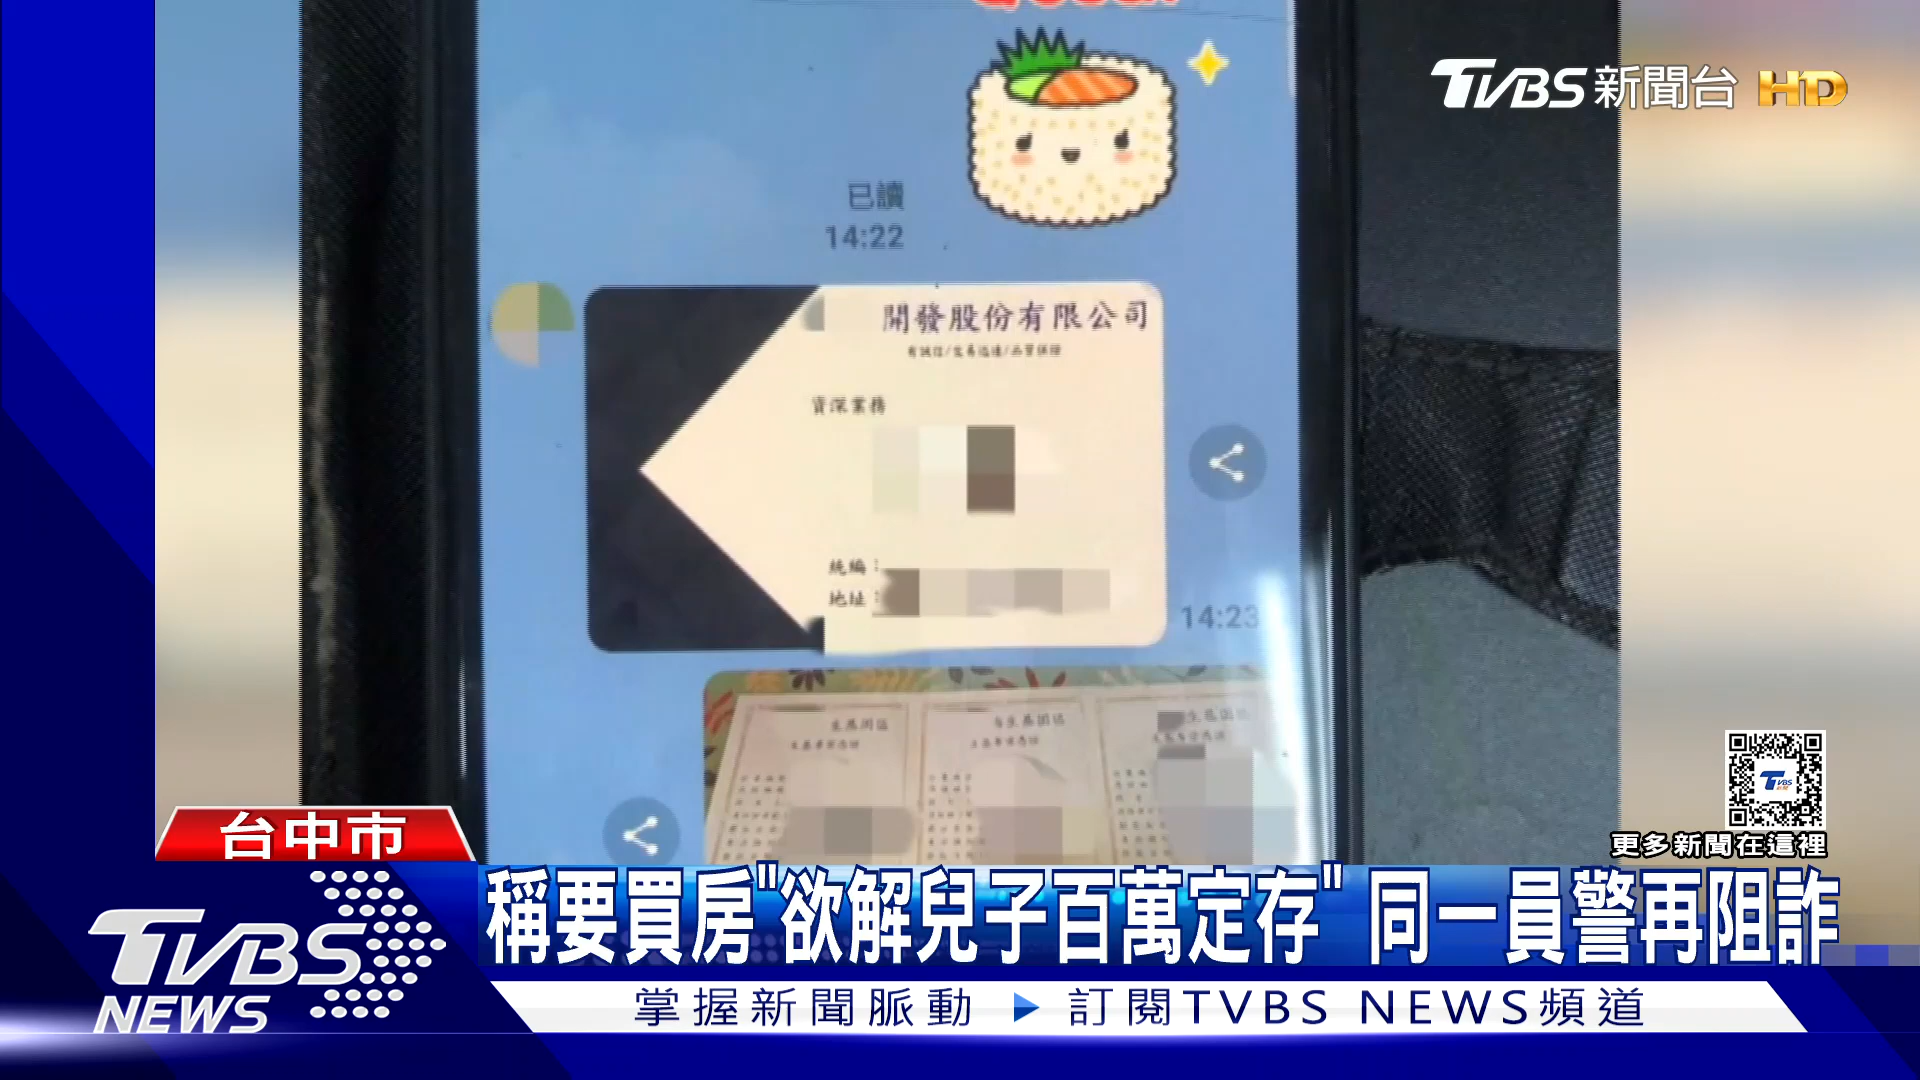 TVBS新聞台 HD
已讀
14:22
開發股份有限公司
資深業務
統編：
地址：
14:23
TVBS
更多新聞在這裡
台中市
稱要買房"欲解兒子百萬定存" 同一員警再阻詐
TVBS
NEWS
掌握新聞脈動 ▶ 訂閱TVBS NEWS頻道